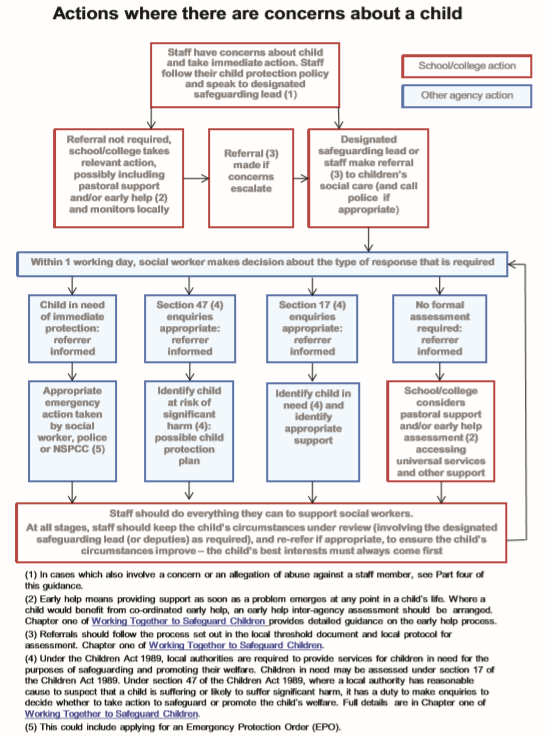 Actions where there are concerns about a child
Staff have concerns about child
and take immediate action. Staff
follow their child protection policy
and speak to designated
safeguarding lead (1)
School/college action
Other agency action
Referral not required,
school/college takes
relevant action,
possibly including
pastoral support
and/or early help (2)
and monitors locally
Referral (3)
made if
concerns
escalate
Designated
safeguarding lead or
staff make referral
(3) to children's
social care (and call
police if
appropriate)
Within 1 working day, social worker makes decision about the type of response that is required
Child in need
of immediate
protection:
referrer
informed
Section 47 (4)
enquiries
appropriate:
referrer
informed
Section 17 (4)
enquiries
appropriate:
referrer
informed
No formal
assessment
required:
referrer
informed
Appropriate
emergency
action taken
by social
worker, police
or NSPCC (5)
Identify child
at risk of
significant
harm (4):
possible child
protection
plan
Identify child in
need (4) and
identify
appropriate
support
School/college
considers
pastoral support
and/or early help
assessment (2)
accessing
universal services
and other support
Staff should do everything they can to support social workers.
At all stages, staff should keep the child's circumstances under review (involving the designated
safeguarding lead (or deputies) as required), and re-refer if appropriate, to ensure the child's
circumstances improve – the child's best interests must always come first
(1) In cases which also involve a concern or an allegation of abuse against a staff member, see Part four of
this guidance.
(2) Early help means providing support as soon as a problem emerges at any point in a child's life. Where a
child would benefit from co-ordinated early help, an early help inter-agency assessment should be arranged.
Chapter one of Working Together to Safeguard Children provides detailed guidance on the early help process.
(3) Referrals should follow the process set out in the local threshold document and local protocol for
assessment. Chapter one of Working Together to Safeguard Children.
(4) Under the Children Act 1989, local authorities are required to provide services for children in need for the
purposes of safeguarding and promoting their welfare. Children in need may be assessed under section 17 of
the Children Act 1989. Under section 47 of the Children Act 1989, where a local authority has reasonable
cause to suspect that a child is suffering or likely to suffer significant harm, it has a duty to make enquiries to
decide whether to take action to safeguard or promote the child's welfare. Full details are in Chapter one of
Working Together to Safeguard Children.
(5) This could include applying for an Emergency Protection Order (EPO).